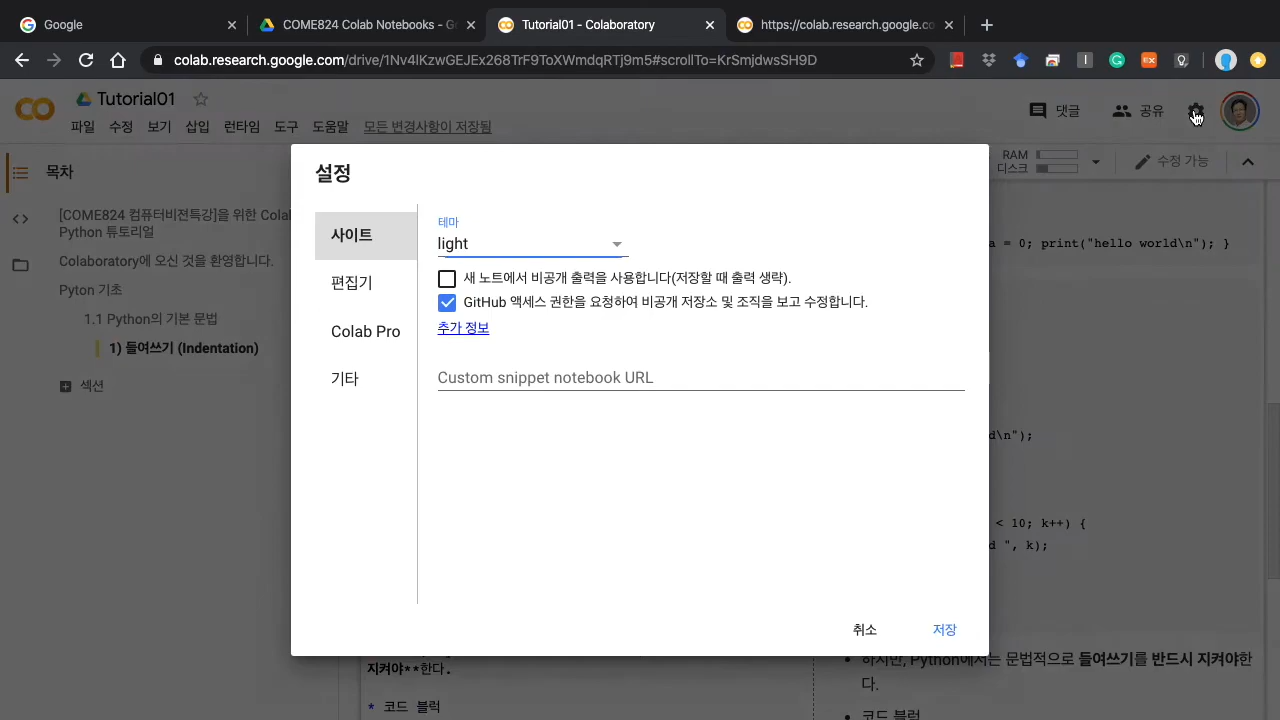 Google
COME824 Colab Notebooks - Go
Tutorial01 - Colaboratory
https://colab.research.google.co
colab.research.google.com/drive/1Nv4lKzwGEJEx268TrF9ToXWmdqRTj9m5#scrollTo=KrSmjdwsSH9D
Tutorial01
댓글
공유
파일 수정 보기 삽입 런타임 도구 도움말 모든 변경사항이 저장됨
RAM
디스크
수정 가능
목차
[COME824 컴퓨터비젼특강]을 위한 Cola
Python 튜토리얼
Colaboratory에 오신 것을 환영합니다.
Pyton 기초
1.1 Python의 기본 문법
1) 들여쓰기 (Indentation)
섹션
설정
사이트
편집기
Colab Pro
기타
테마
light
새 노트에서 비공개 출력을 사용합니다(저장할 때 출력 생략).
GitHub 액세스 권한을 요청하여 비공개 저장소 및 조직을 보고 수정합니다.
추가 정보
Custom snippet notebook URL
취소
저장
a = 0; print("hello world\n"); }
d\n");
< 10; k++) {
d ", k);
지켜야**한다.
* 코드 블럭
하지만, Python에서는 문법적으로 들여쓰기를 반드시 지켜야한
다.
코드 블럭